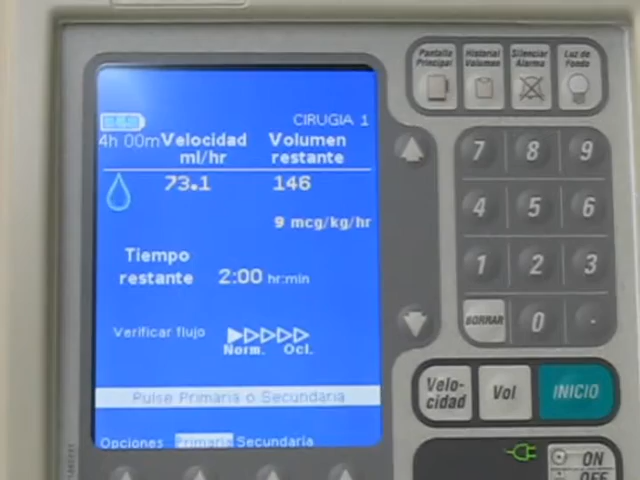 CIRUGIA 1
4h 00m Velocidad ml/hr Volumen restante
73.1 146
9 mcg/kg/hr
Tiempo restante 2:00 hr:min
Verificar flujo
Norm. Ocl.
Pulse Primaria o Secundaria
Opciones Primaria Secundaria
Pantalla Principal
Historial Volumen
Silenciar Alarma
Luz de Fondo
7 8 9
4 5 6
1 2 3
BORRAR 0 .
Velo-
cidad
Vol
INICIO
ON
OFF